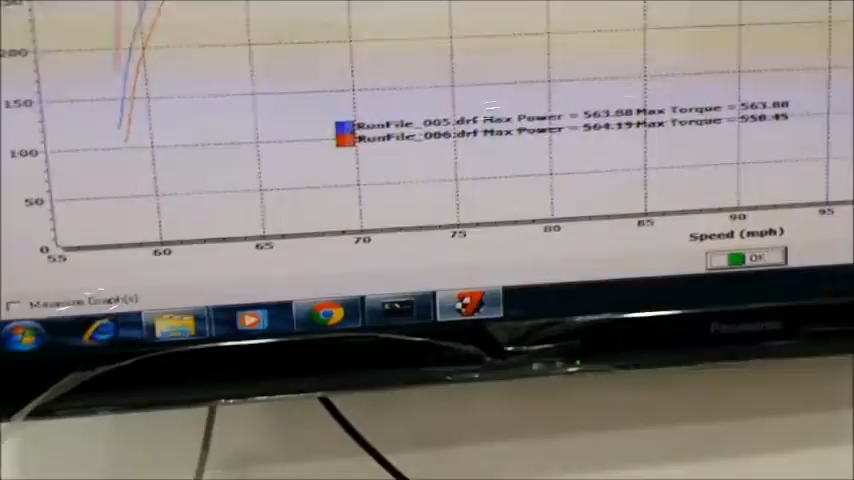 200
150
100
50
0
RunFile_005.drf Max Power = 563.88 Max Torque = 563.88
RunFile_006.drf Max Power = 564.19 Max Torque = 558.45
55 60 65 70 75 80 85 90 95
Speed (mph)
OK
Maximize Graph(s)
Panasonic